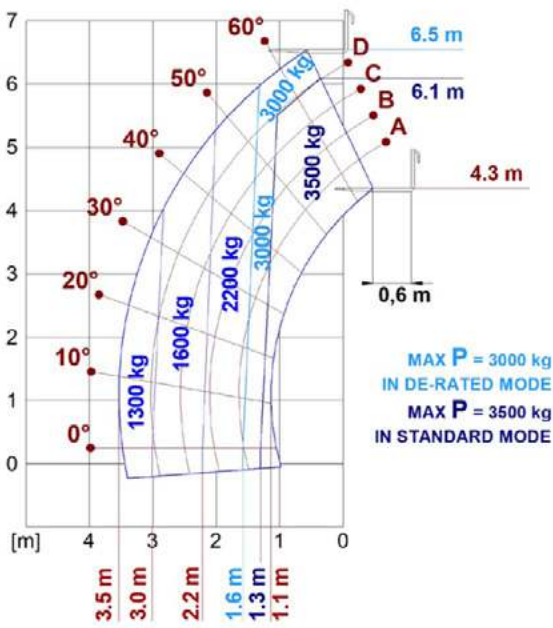 7
60°
6.5 m
D
C
B
A
6
50°
3000 kg
6.1 m
5
40°
3500 kg
4.3 m
4
30°
3
20°
2200 kg
3000 kg
0,6 m
2
10°
1600 kg
1
1300 kg
MAX P = 3000 kg
IN DE-RATED MODE
MAX P = 3500 kg
IN STANDARD MODE
0°
0
[m] 4 3 2 1 0
3.5 m
3.0 m
2.2 m
1.6 m
1.3 m
1.1 m